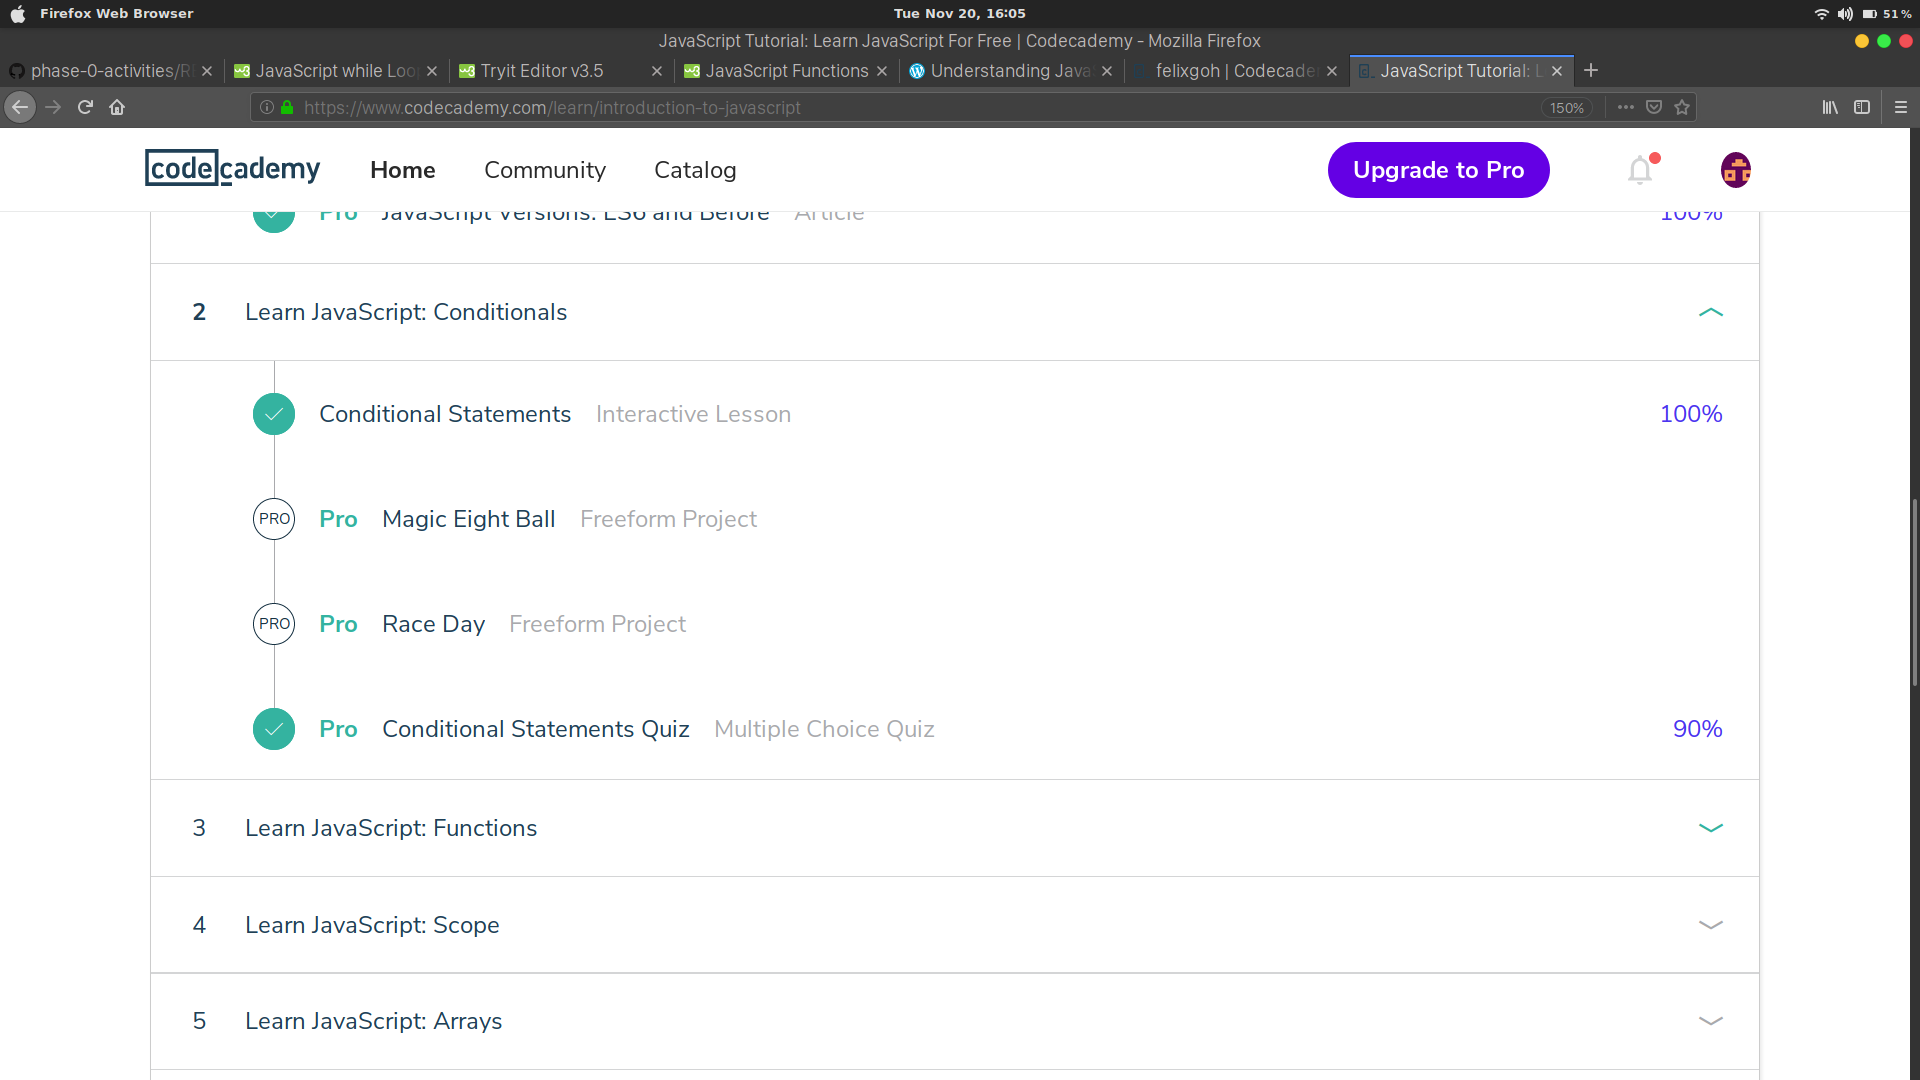 Firefox Web Browser
Tue Nov 20, 16:05
51%
JavaScript Tutorial: Learn JavaScript For Free | Codecademy - Mozilla Firefox
phase-0-activities/R
JavaScript while Loo
Tryit Editor v3.5
JavaScript Functions
Understanding Java
felixgoh | Codecade
JavaScript Tutorial: L
https://www.codecademy.com/learn/introduction-to-javascript
150%
codecademy
Home
Community
Catalog
Upgrade to Pro
Pro JavaScript Versions: ES6 and Before Article 100%
2 Learn JavaScript: Conditionals
Conditional Statements Interactive Lesson 100%
PRO Pro Magic Eight Ball Freeform Project
PRO Pro Race Day Freeform Project
Pro Conditional Statements Quiz Multiple Choice Quiz 90%
3 Learn JavaScript: Functions
4 Learn JavaScript: Scope
5 Learn JavaScript: Arrays